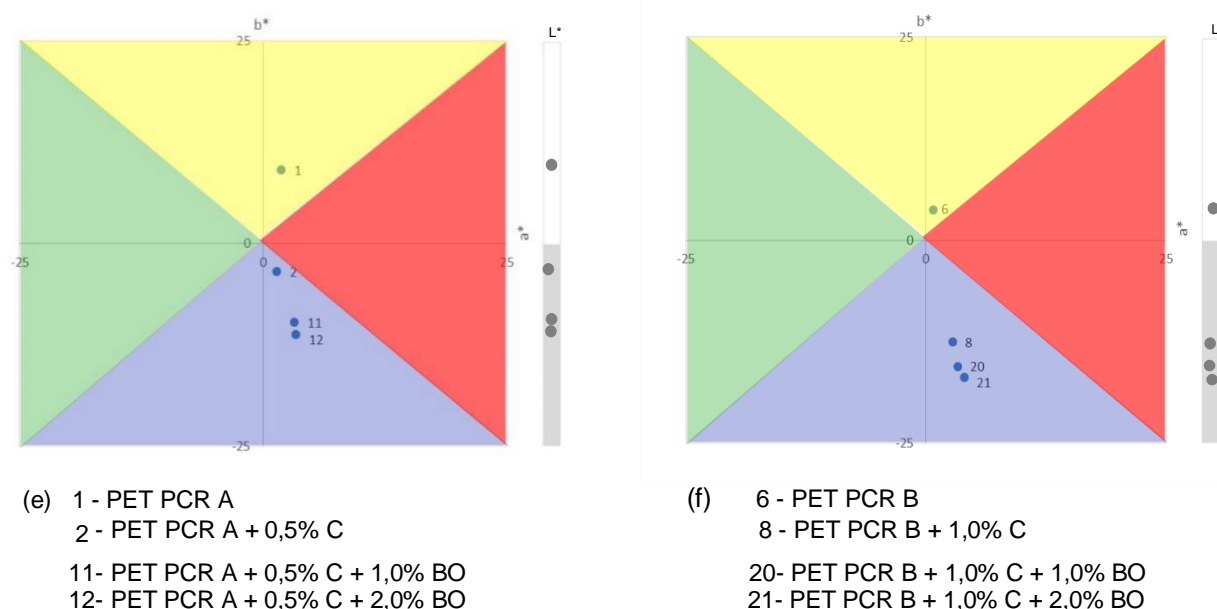 b*
25
L*
1
a*
0
-25
0
25
2
11
12
-25
(e) 1 - PET PCR A
2 - PET PCR A + 0,5% C
11- PET PCR A + 0,5% C + 1,0% BO
12- PET PCR A + 0,5% C + 2,0% BO
b*
25
L
6
a*
0
-25
0
25
8
20
21
-25
(f) 6 - PET PCR B
8 - PET PCR B + 1,0% C
20- PET PCR B + 1,0% C + 1,0% BO
21- PET PCR B + 1,0% C + 2,0% BO